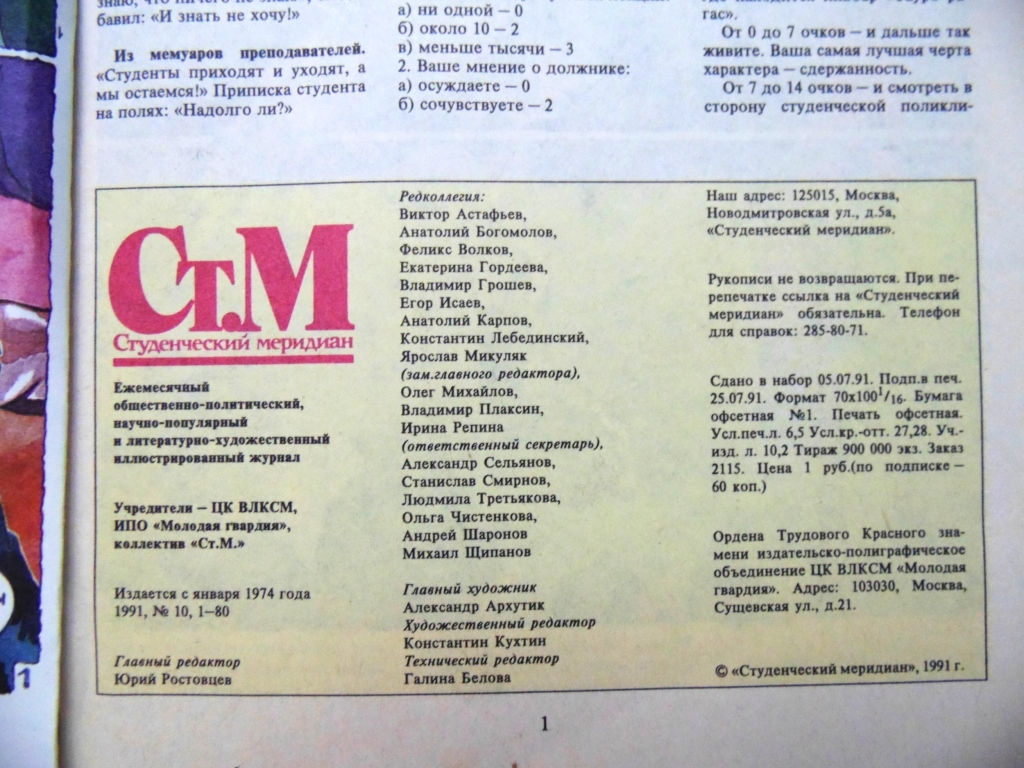 бавил: «И знать не хочу!»
Из мемуаров преподавателей.
«Студенты приходят и уходят, а
мы остаемся!» Приписка студента
на полях: «Надолго ли?»
а) ни одной — 0
б) около 10 — 2
в) меньше тысячи — 3
2. Ваше мнение о должнике:
а) осуждаете — 0
б) сочувствуете — 2
гас».
От 0 до 7 очков — и дальше так
живите. Ваша самая лучшая черта
характера — сдержанность.
От 7 до 14 очков — и смотреть в
сторону студенческой поликли-
Ст.М
Студенческий меридиан
Ежемесячный
общественно-политический,
научно-популярный
и литературно-художественный
иллюстрированный журнал
Учредители — ЦК ВЛКСМ,
ИПО «Молодая гвардия»,
коллектив «Ст.М.»
Издается с января 1974 года
1991, № 10, 1—80
Главный редактор
Юрий Ростовцев
Редколлегия:
Виктор Астафьев,
Анатолий Богомолов,
Феликс Волков,
Екатерина Гордеева,
Владимир Грошев,
Егор Исаев,
Анатолий Карпов,
Константин Лебединский,
Ярослав Микуляк
(зам.главного редактора),
Олег Михайлов,
Владимир Плаксин,
Ирина Репина
(ответственный секретарь),
Александр Сельянов,
Станислав Смирнов,
Людмила Третьякова,
Ольга Чистенкова,
Андрей Шаронов
Михаил Щипанов
Главный художник
Александр Архутик
Художественный редактор
Константин Кухтин
Технический редактор
Галина Белова
Наш адрес: 125015, Москва,
Новодмитровская ул., д.5а,
«Студенческий меридиан».
Рукописи не возвращаются. При пе-
репечатке ссылка на «Студенческий
меридиан» обязательна. Телефон
для справок: 285-80-71.
Сдано в набор 05.07.91. Подп.в печ.
25.07.91. Формат 70х100 1/16. Бумага
офсетная №1. Печать офсетная.
Усл.печ.л. 6,5 Усл.кр.-отт. 27,28. Уч.-
изд. л. 10,2 Тираж 900 000 экз. Заказ
2115. Цена 1 руб.(по подписке —
60 коп.)
Ордена Трудового Красного зна-
мени издательско-полиграфическое
объединение ЦК ВЛКСМ «Молодая
гвардия». Адрес: 103030, Москва,
Сущевская ул., д.21.
© «Студенческий меридиан», 1991 г.
1